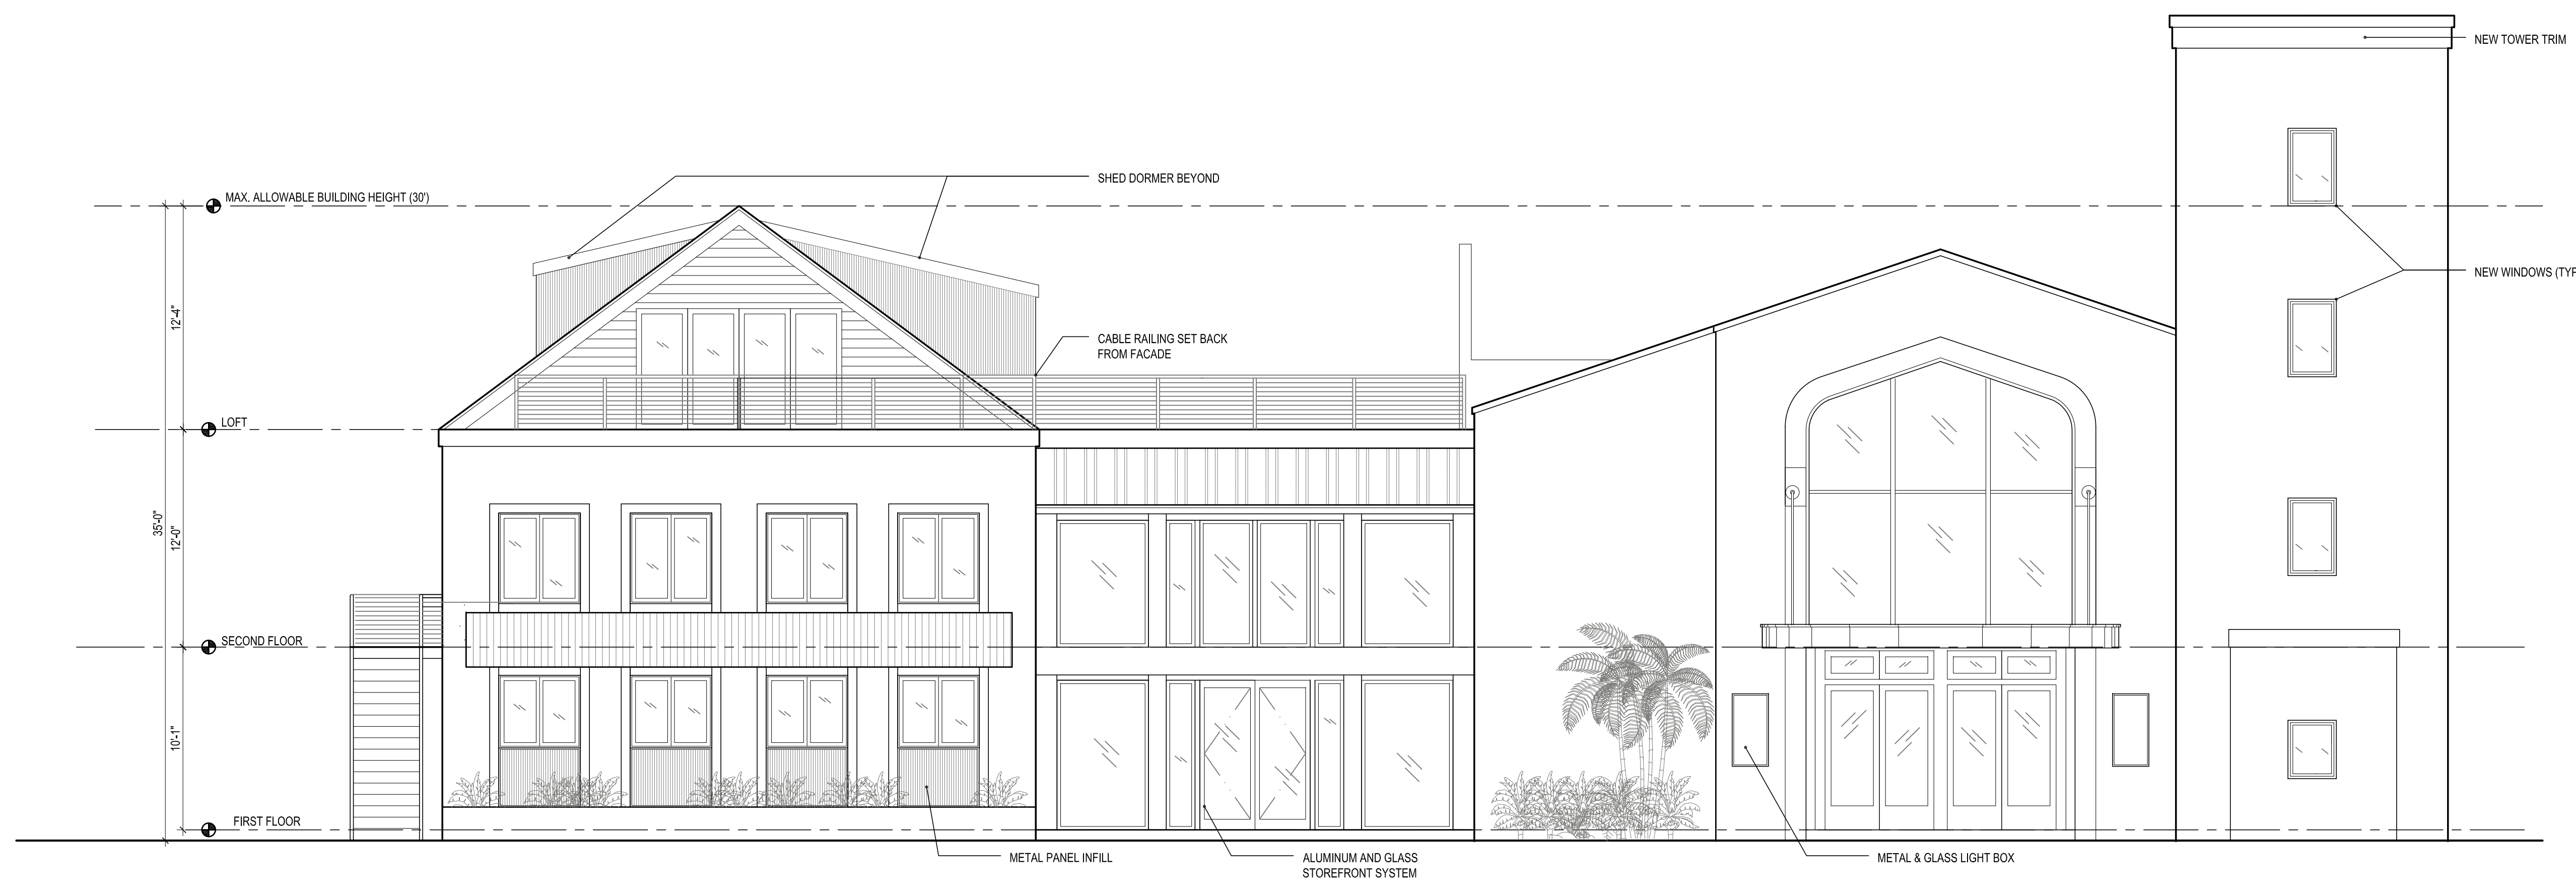 NEW TOWER TRIM
SHED DORMER BEYOND
MAX. ALLOWABLE BUILDING HEIGHT (30')
NEW WINDOWS (TYP
12'-4"
CABLE RAILING SET BACK
FROM FACADE
LOFT
35'-0"
12'-0"
SECOND FLOOR
10'-1"
FIRST FLOOR
METAL PANEL INFILL
ALUMINUM AND GLASS
STOREFRONT SYSTEM
METAL & GLASS LIGHT BOX